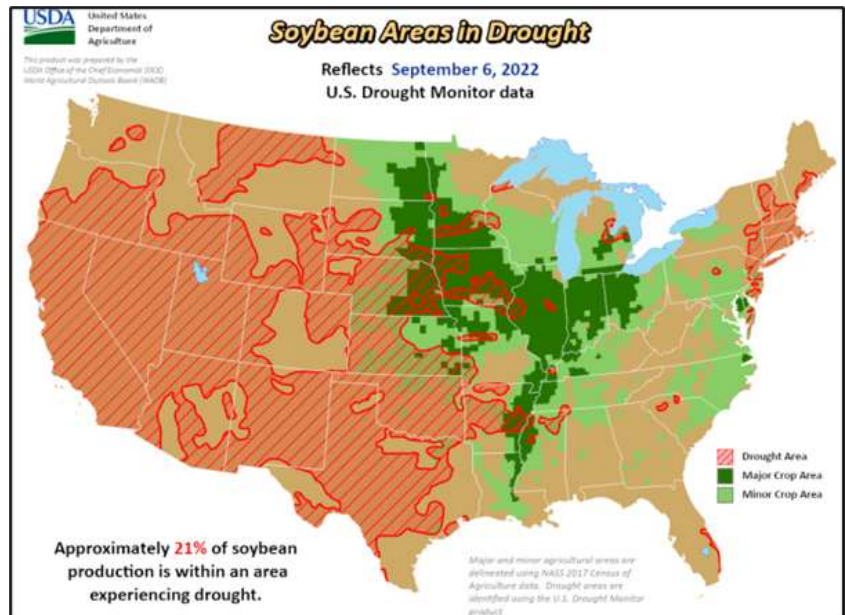 USDA
United States
Department of
Agriculture
This product was prepared by the
USDA Office of the Chief Economist (OCE)
World Agricultural Outlook Board (WAOB)
Soybean Areas in Drought
Reflects September 6, 2022
U.S. Drought Monitor data
Drought Area
Major Crop Area
Minor Crop Area
Approximately 21% of soybean
production is within an area
experiencing drought.
Major and minor agricultural areas are
delineated using NASS 2017 Census of
Agriculture data. Drought areas are
identified using the U.S. Drought Monitor
product.